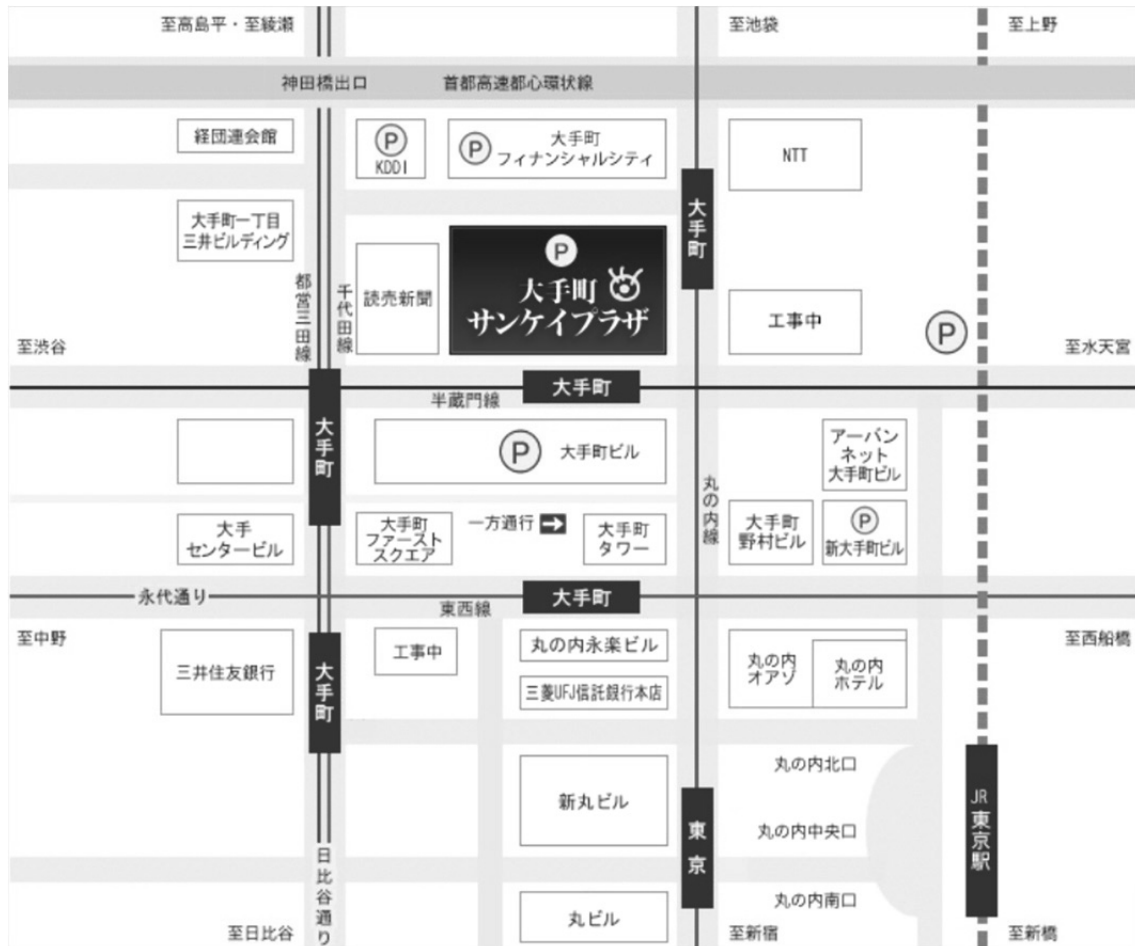 至高島平・至綾瀬
至池袋
至上野
神田橋出口
首都高速都心環状線
経団連会館
P
KDDI
P
大手町
フィナンシャルシティ
NTT
大手町一丁目
三井ビルディング
大手町
都営三田線
千代田線
読売新聞
P
大手町
サンケイプラザ
工事中
P
至渋谷
至水天宮
大手町
半蔵門線
大手町
P
大手町ビル
アーバン
ネット
大手町ビル
丸の内線
大手
センタービル
大手町
ファースト
スクエア
一方通行
大手町
タワー
大手町
野村ビル
P
新大手町ビル
永代通り
大手町
東西線
至中野
至西船橋
三井住友銀行
大手町
工事中
丸の内永楽ビル
三菱UFJ信託銀行本店
丸の内
オアゾ
丸の内
ホテル
新丸ビル
丸の内北口
丸の内中央口
丸の内南口
東京
JR東京駅
日比谷通り
丸ビル
至日比谷
至新宿
至新橋